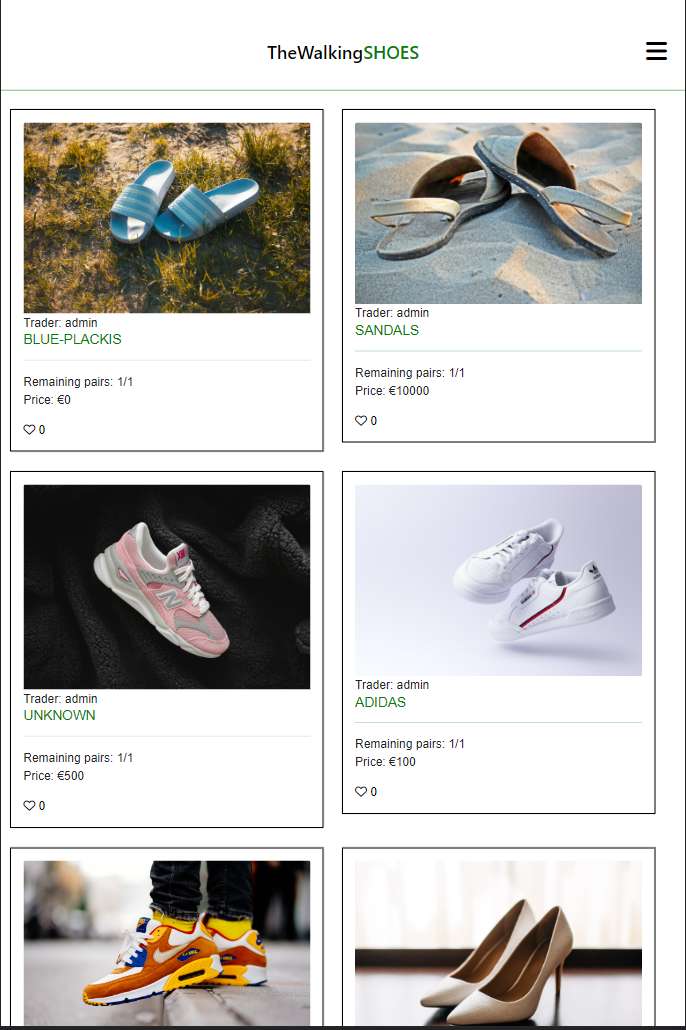 TheWalkingSHOES
Trader: admin
BLUE-PLACKIS
Remaining pairs: 1/1
Price: €0
0
Trader: admin
SANDALS
Remaining pairs: 1/1
Price: €10000
0
Trader: admin
UNKNOWN
Remaining pairs: 1/1
Price: €500
0
Trader: admin
ADIDAS
Remaining pairs: 1/1
Price: €100
0